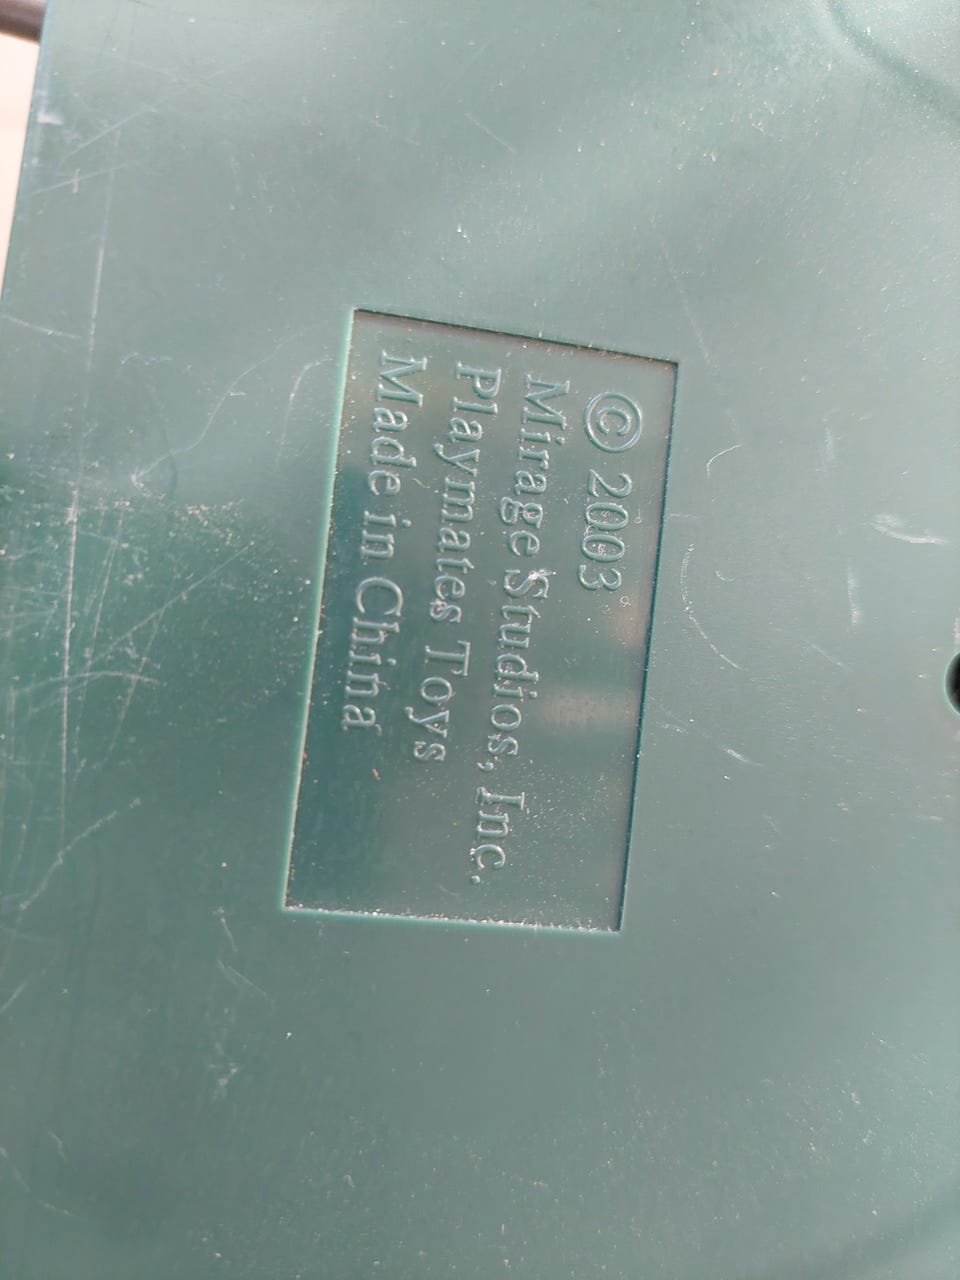 © 2003
Mirage Studios, Inc.
Playmates Toys
Made in China